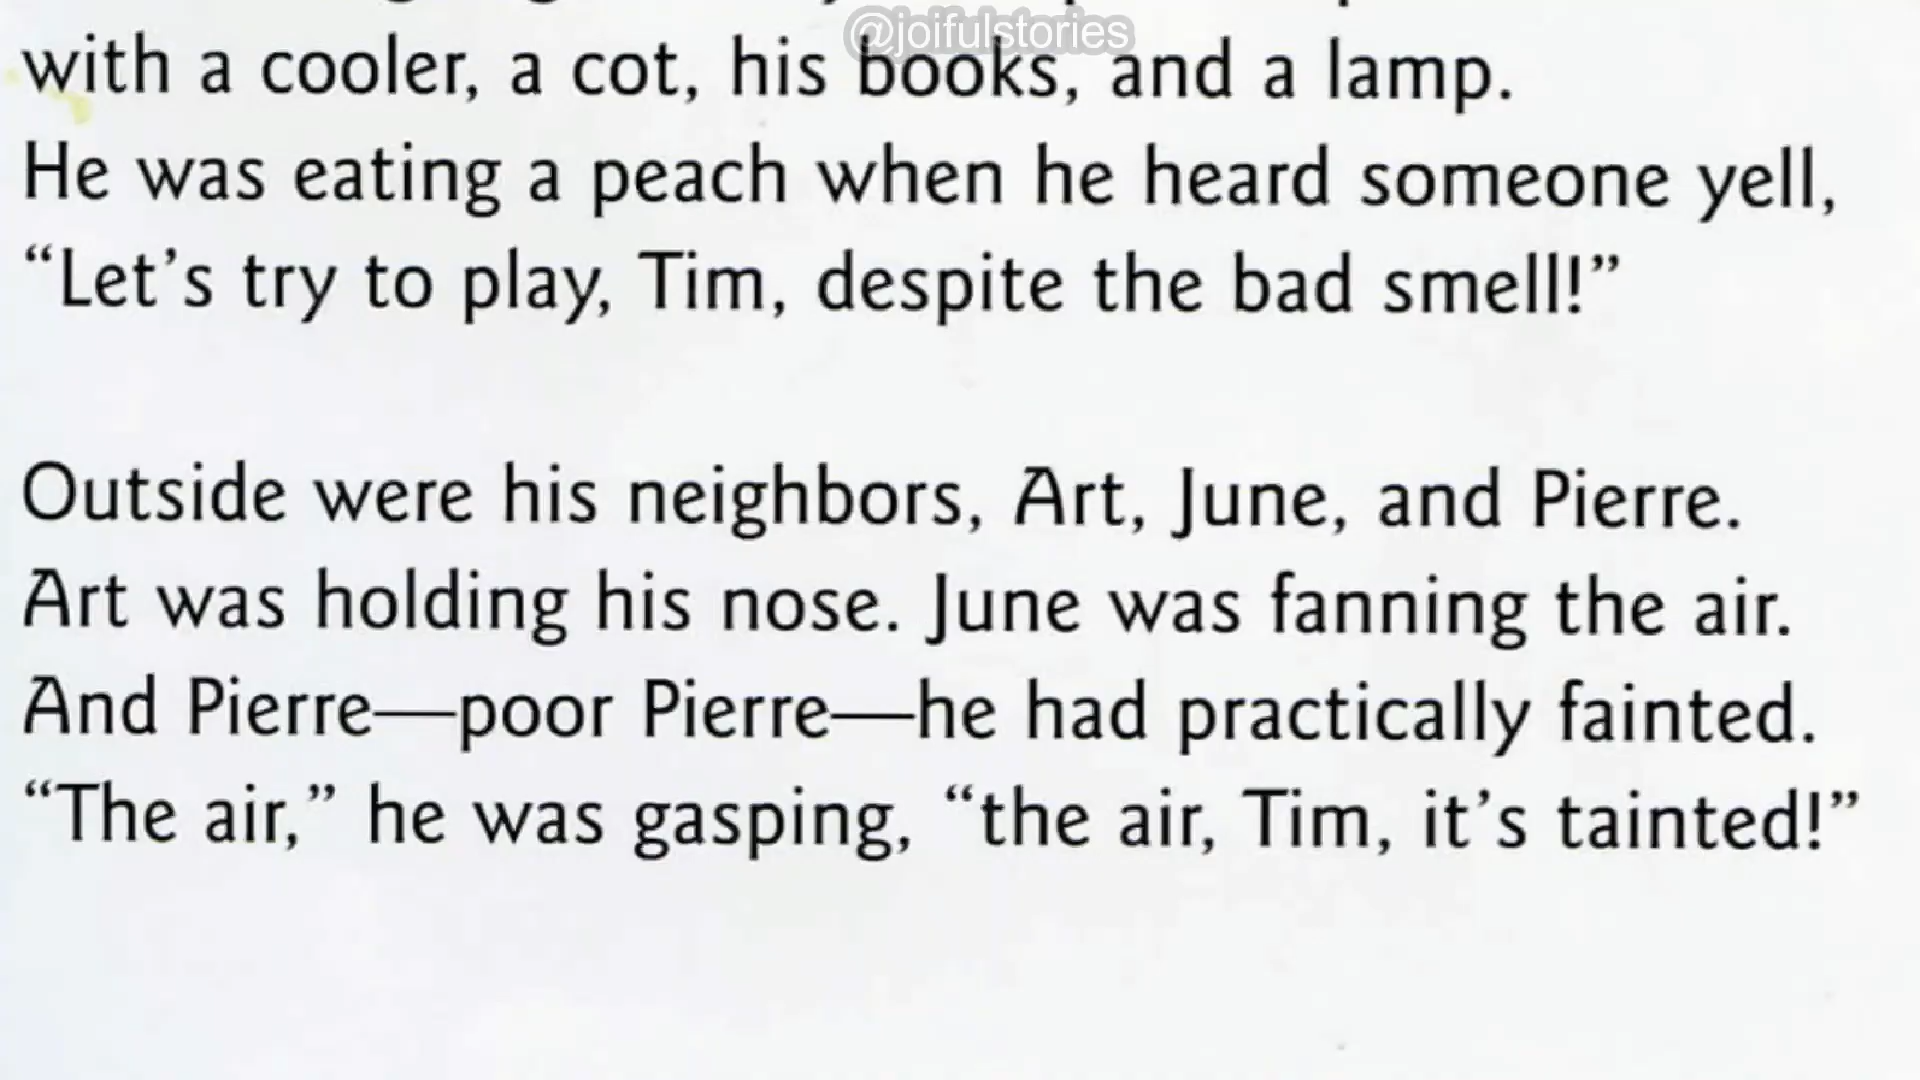 @joifulstories
with a cooler, a cot, his books, and a lamp.
He was eating a peach when he heard someone yell,
“Let’s try to play, Tim, despite the bad smell!”
Outside were his neighbors, Art, June, and Pierre.
Art was holding his nose. June was fanning the air.
And Pierre—poor Pierre—he had practically fainted.
“The air,” he was gasping, “the air, Tim, it’s tainted!”